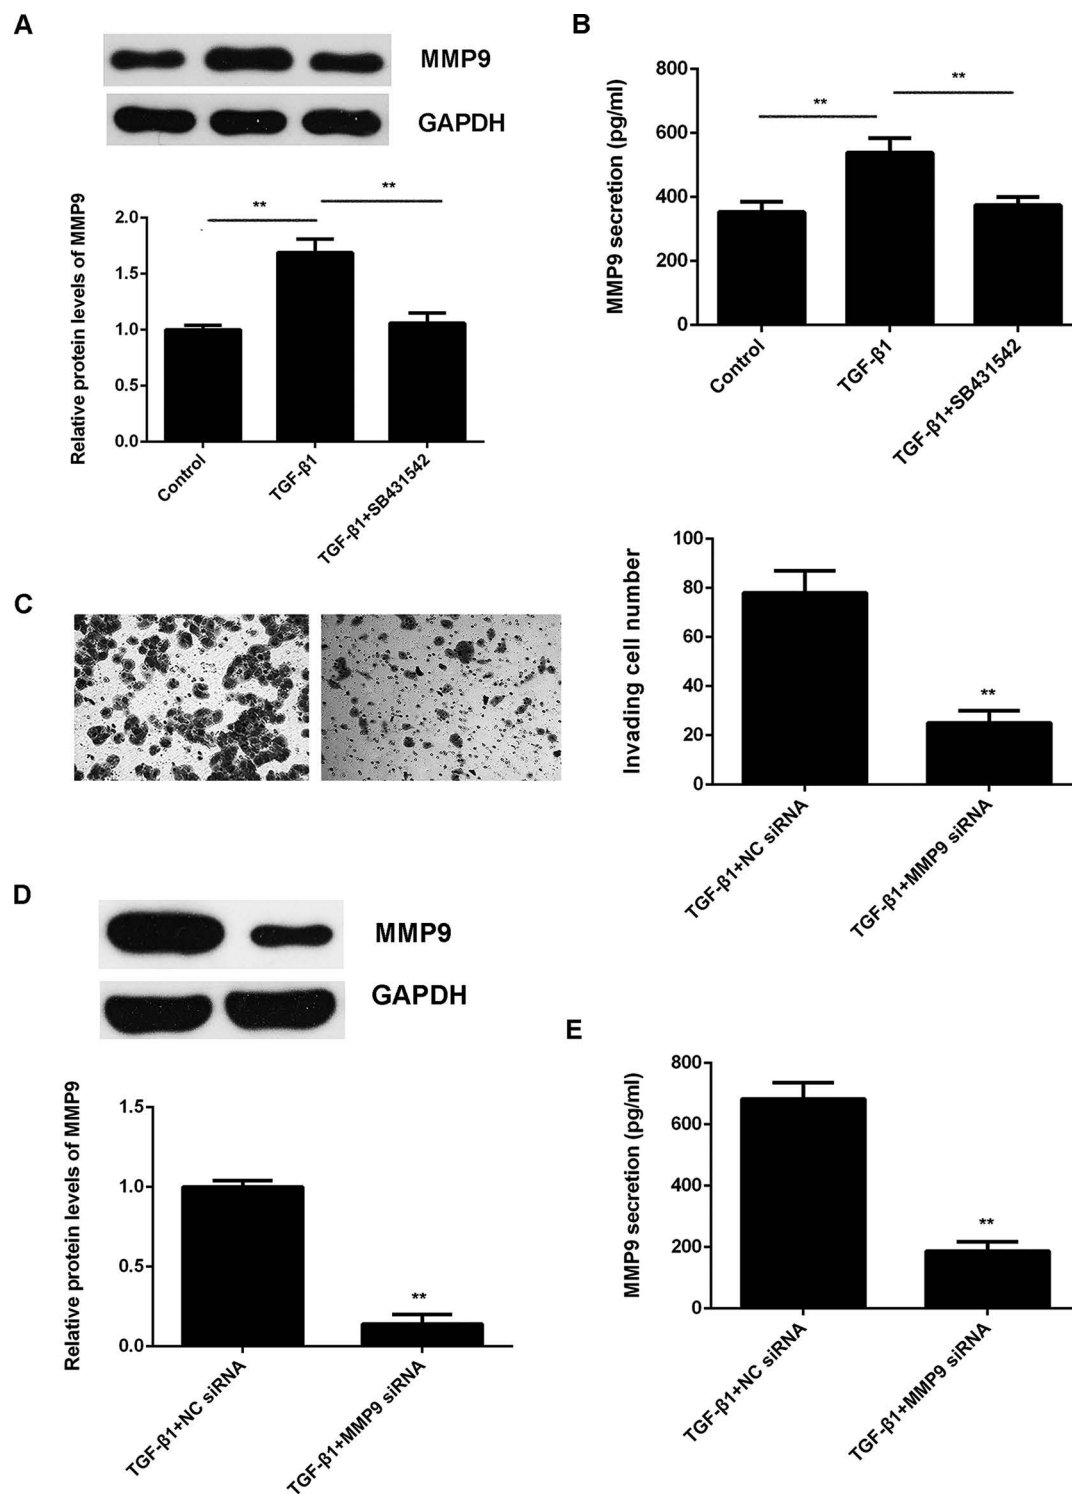 A
MMP9
GAPDH
Relative protein levels of MMP9
2.0
1.5
1.0
0.5
0.0
**
**
Control
TGF-β1
TGF-β1+SB431542
B
MMP9 secretion (pg/ml)
800
600
400
200
0
**
**
Control
TGF-β1
TGF-β1+SB431542
C
Invading cell number
100
80
60
40
20
0
**
TGF-β1+NC siRNA
TGF-β1+MMP9 siRNA
D
MMP9
GAPDH
Relative protein levels of MMP9
1.5
1.0
0.5
0.0
**
TGF-β1+NC siRNA
TGF-β1+MMP9 siRNA
E
MMP9 secretion (pg/ml)
800
600
400
200
0
**
TGF-β1+NC siRNA
TGF-β1+MMP9 siRNA